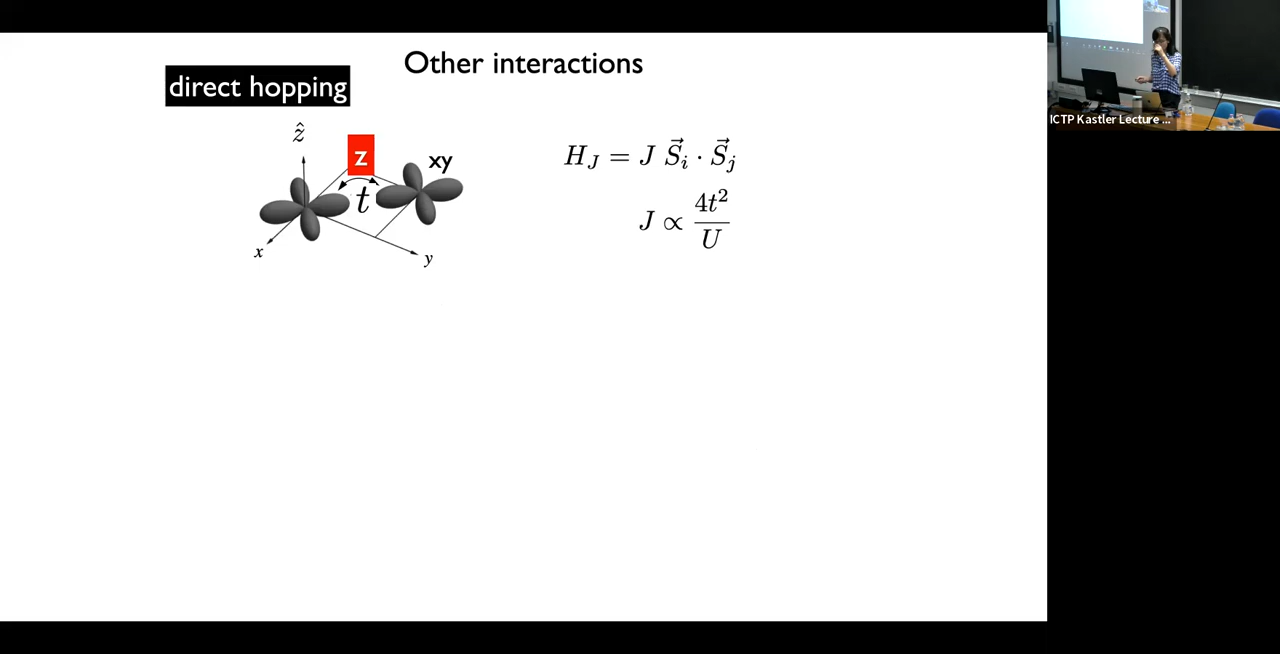 Other interactions
direct hopping
ẑ
z
xy
t
x
y
H_J = J S⃗_i · S⃗_j
J ∝ 4t²/U
ICTP Kastler Lecture ...